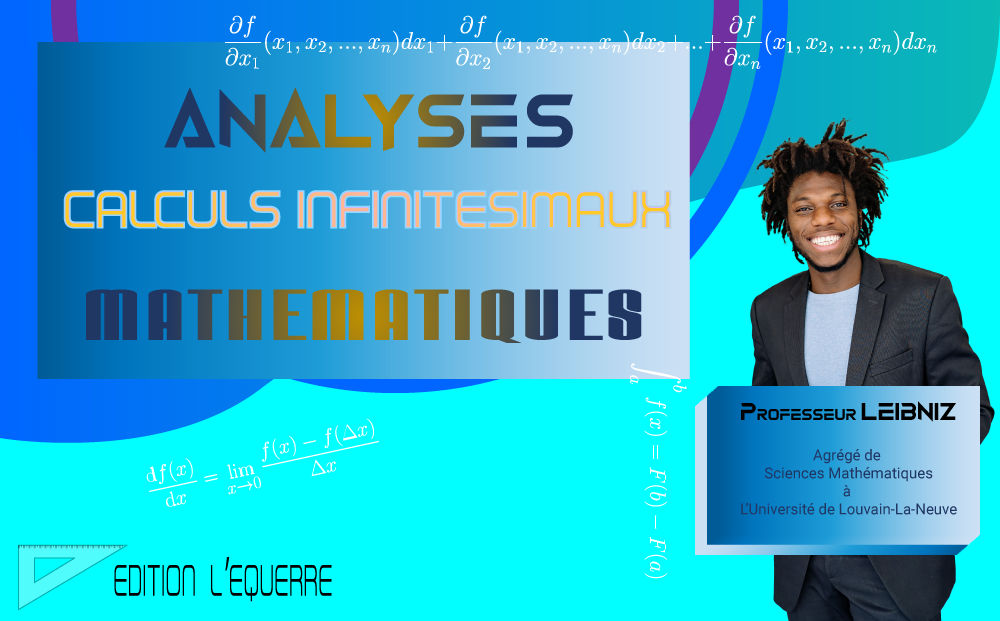 ∂f/∂x₁(x₁, x₂, ..., xₙ)dx₁+∂f/∂x₂(x₁, x₂, ..., xₙ)dx₂+...+∂f/∂xₙ(x₁, x₂, ..., xₙ)dxₙ
ANALYSES
CALCULS INFINITESIMAUX
MATHEMATIQUES
PROFESSEUR LEIBNIZ
Agrégé de
Sciences Mathématiques
à
L'Université de Louvain-La-Neuve
∫ₐᵇ f(x) = F(b) − F(a)
df(x)/dx = lim x→0 f(x) − f(Δx)/Δx
EDITION L'EQUERRE